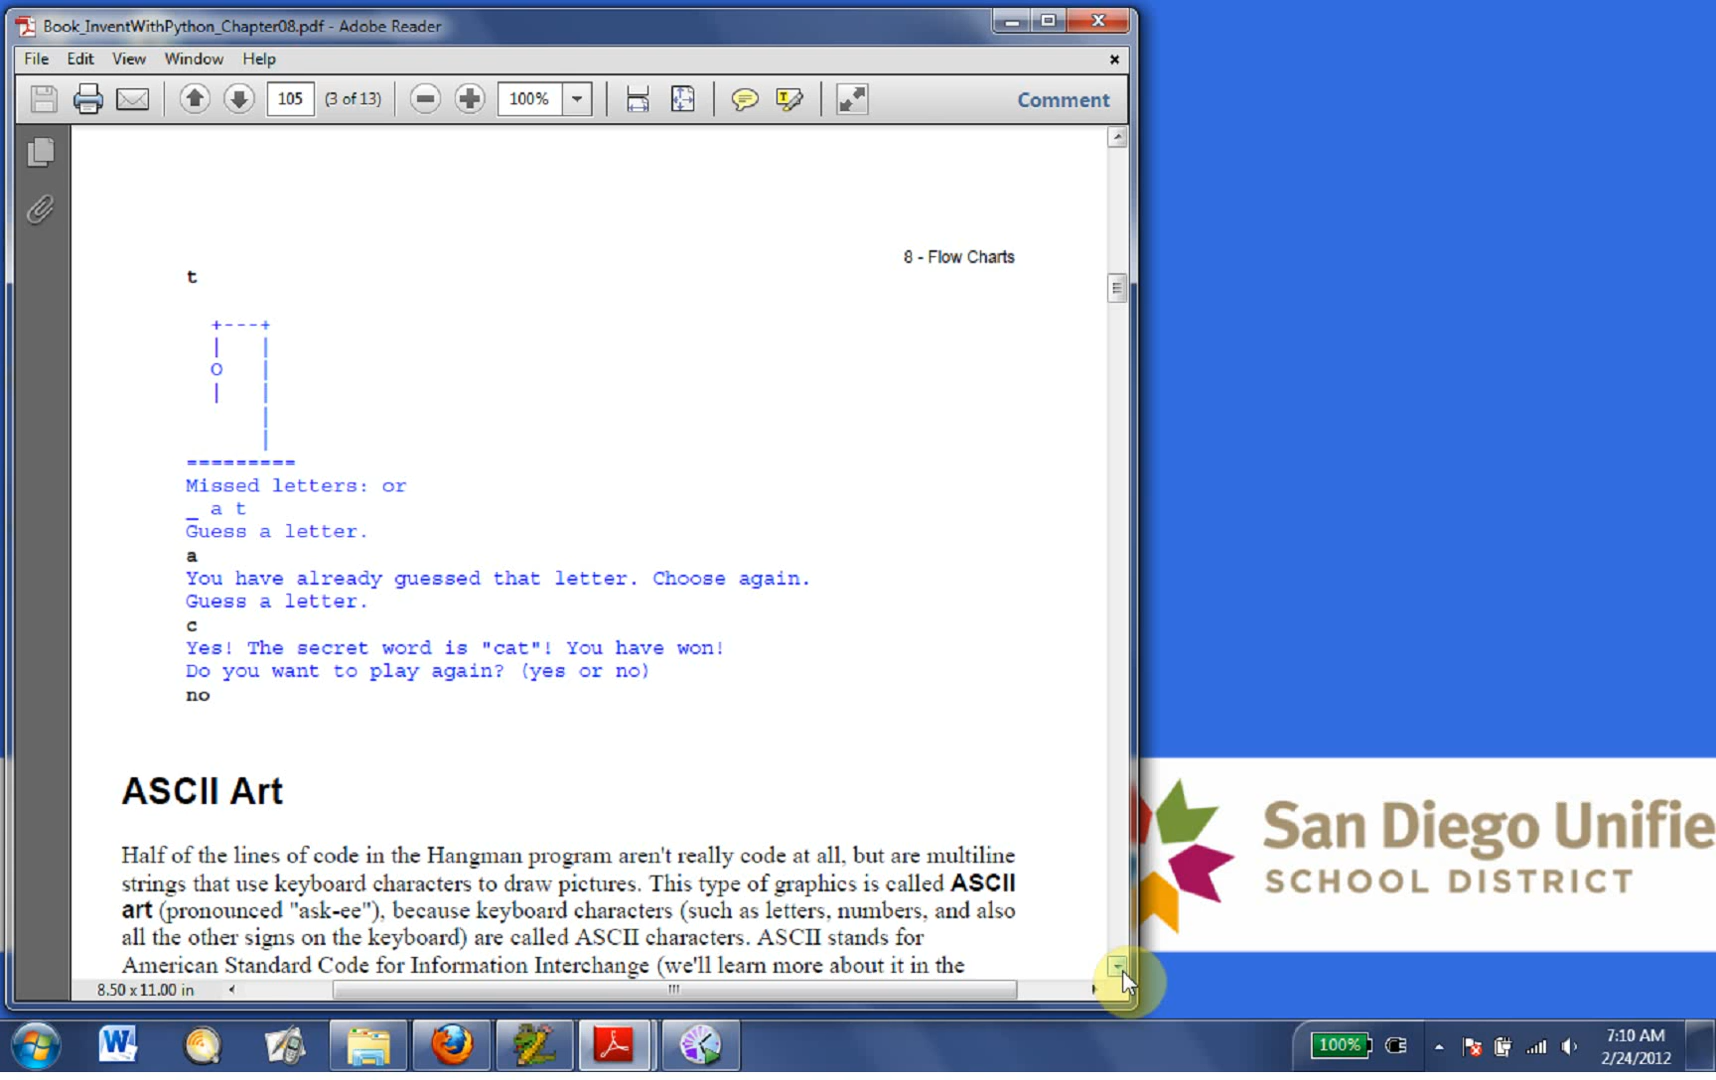 Book_InventWithPython_Chapter08.pdf - Adobe Reader
File Edit View Window Help
105 (3 of 13) 100% Comment
8 - Flow Charts
t
+---+
|   |
O   |
|   |
    |
    |
=========
Missed letters: or
_ a t
Guess a letter.
a
You have already guessed that letter. Choose again.
Guess a letter.
c
Yes! The secret word is "cat"! You have won!
Do you want to play again? (yes or no)
no
ASCII Art
Half of the lines of code in the Hangman program aren't really code at all, but are multiline
strings that use keyboard characters to draw pictures. This type of graphics is called ASCII
art (pronounced "ask-ee"), because keyboard characters (such as letters, numbers, and also
all the other signs on the keyboard) are called ASCII characters. ASCII stands for
American Standard Code for Information Interchange (we'll learn more about it in the
8.50 x 11.00 in
San Diego Unifie
SCHOOL DISTRICT
100%
7:10 AM
2/24/2012